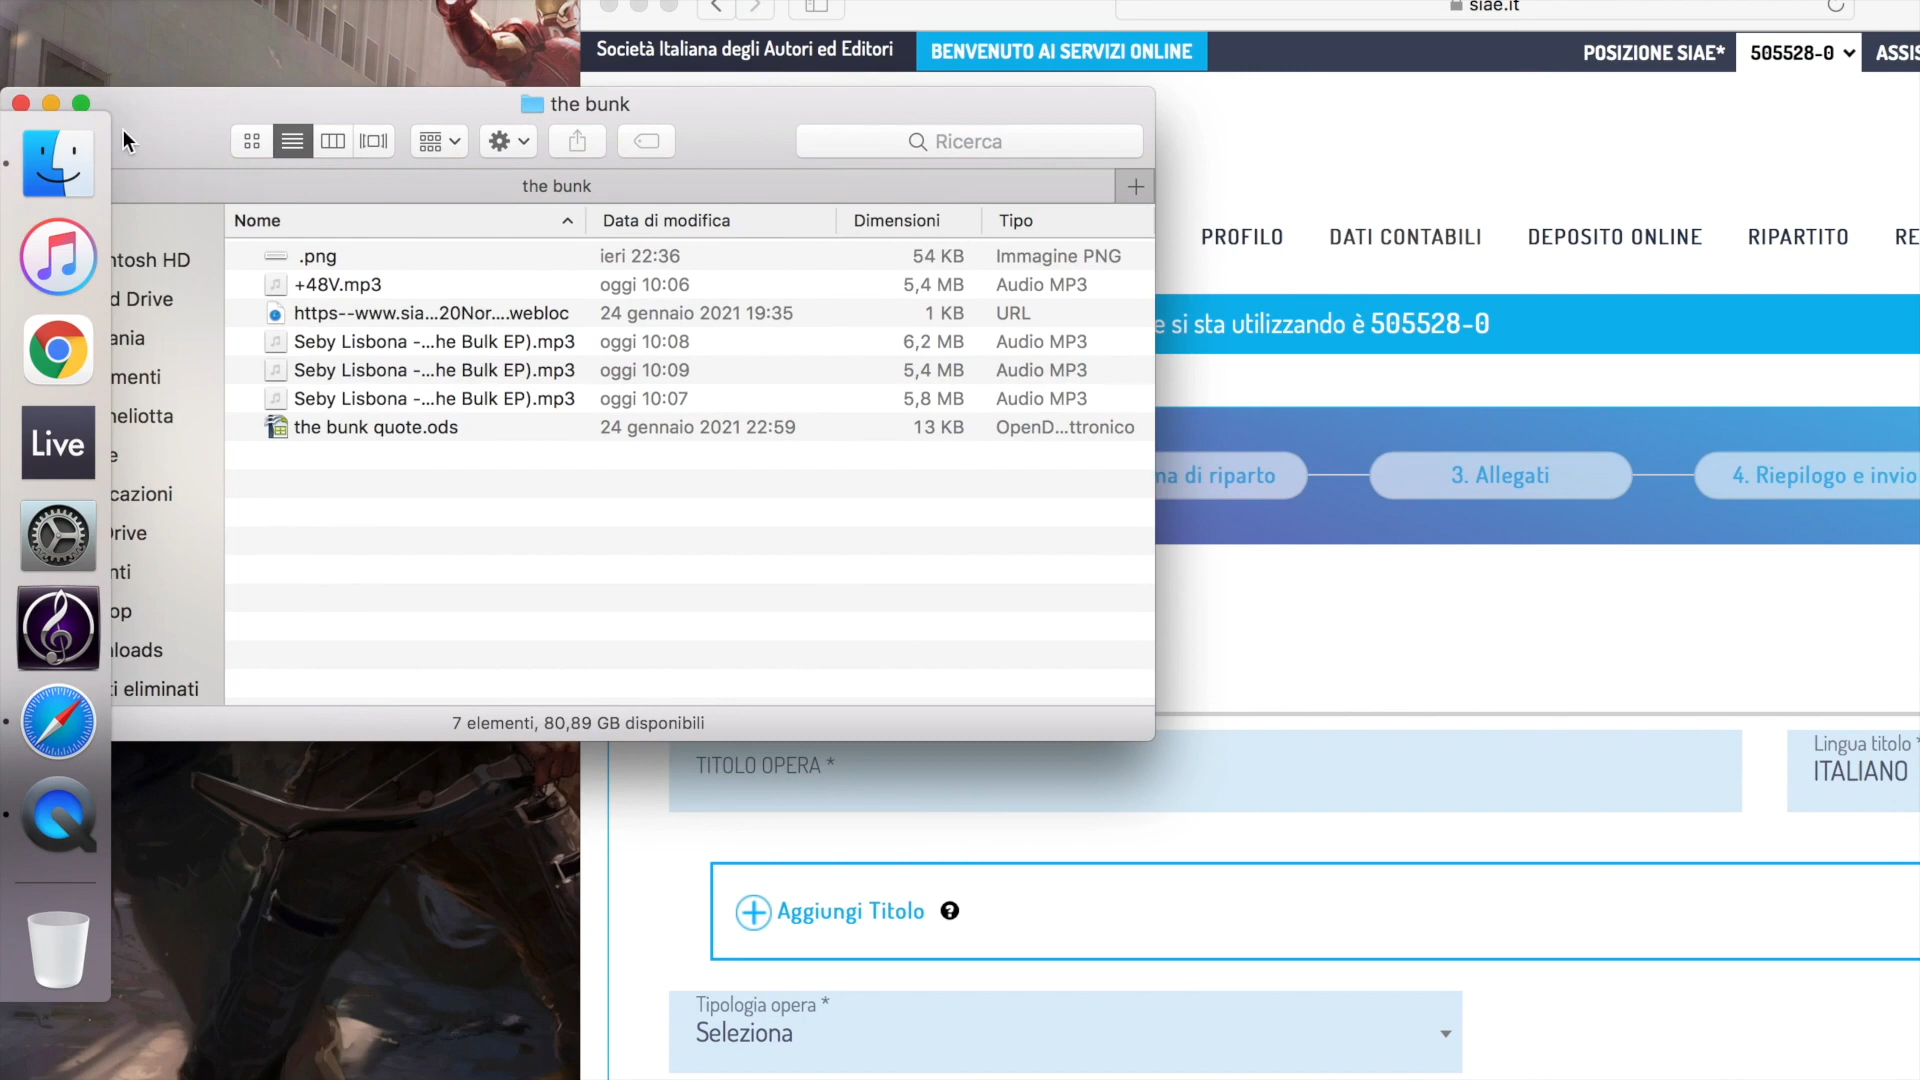 siae.it
Società Italiana degli Autori ed Editori
BENVENUTO AI SERVIZI ONLINE
POSIZIONE SIAE*
505528-0
ASSIS
the bunk
Ricerca
the bunk
Nome
Data di modifica
Dimensioni
Tipo
.png
ieri 22:36
54 KB
Immagine PNG
+48V.mp3
oggi 10:06
5,4 MB
Audio MP3
https--www.sia...20Nor....webloc
24 gennaio 2021 19:35
1 KB
URL
Seby Lisbona -...he Bulk EP).mp3
oggi 10:08
6,2 MB
Audio MP3
Seby Lisbona -...he Bulk EP).mp3
oggi 10:09
5,4 MB
Audio MP3
Seby Lisbona -...he Bulk EP).mp3
oggi 10:07
5,8 MB
Audio MP3
the bunk quote.ods
24 gennaio 2021 22:59
13 KB
OpenD...ttronico
7 elementi, 80,89 GB disponibili
ntosh HD
d Drive
ania
menti
neliotta
e
cazioni
Drive
nti
op
nloads
ti eliminati
Live
PROFILO
DATI CONTABILI
DEPOSITO ONLINE
RIPARTITO
RE
e si sta utilizzando è 505528-0
ma di riparto
3. Allegati
4. Riepilogo e invio
TITOLO OPERA *
Lingua titolo *
ITALIANO
Aggiungi Titolo
Tipologia opera *
Seleziona